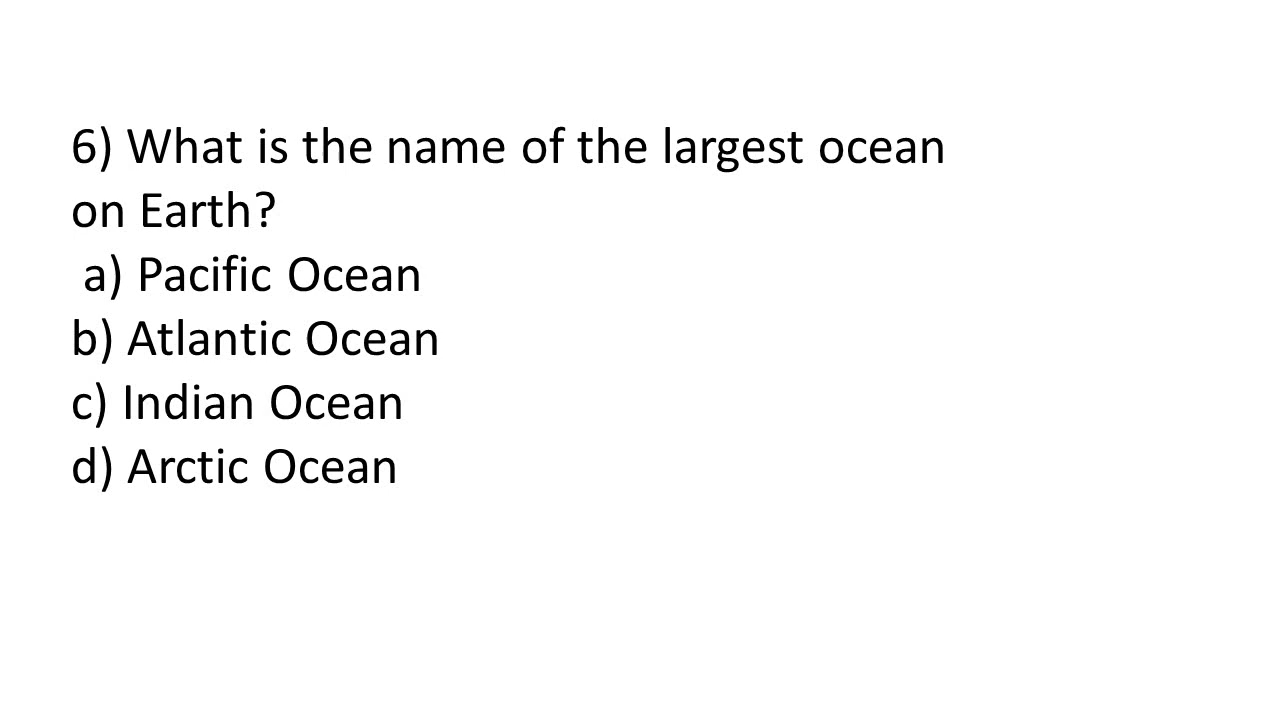 6) What is the name of the largest ocean
on Earth?
a) Pacific Ocean
b) Atlantic Ocean
c) Indian Ocean
d) Arctic Ocean